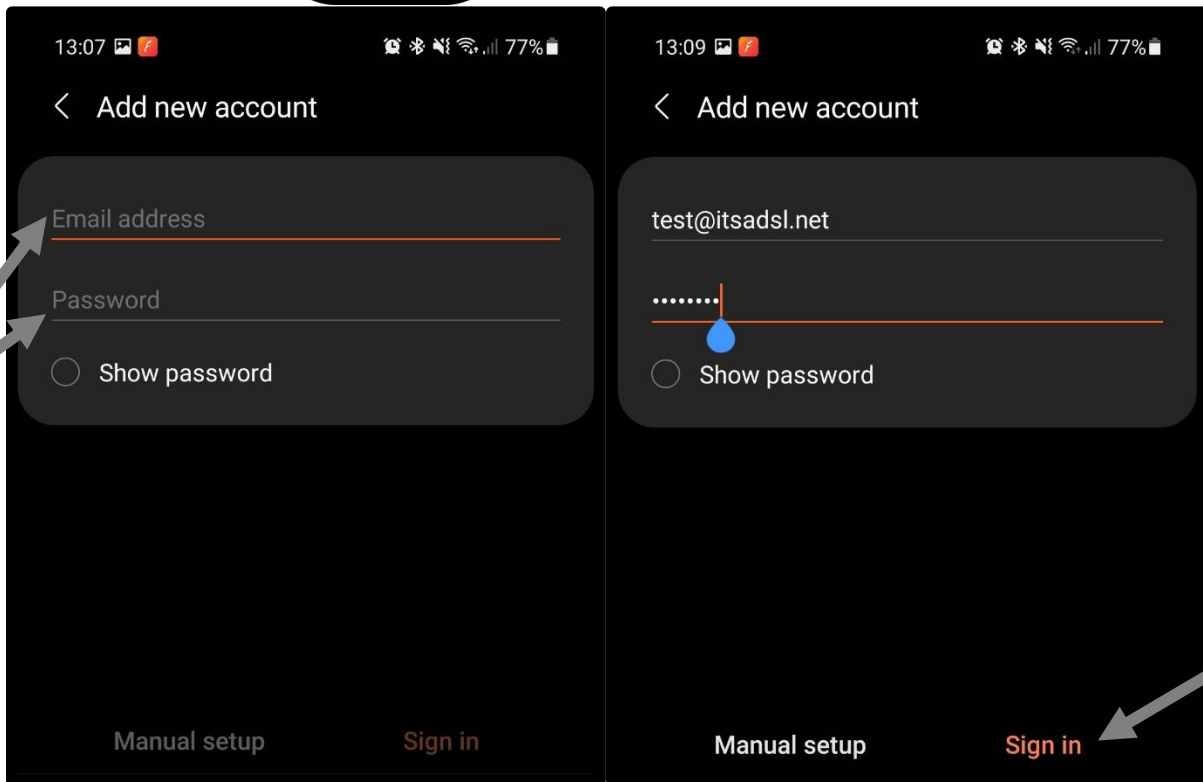 13:07 77%
Add new account
Email address
Password
Show password
Manual setup Sign in
13:09 77%
Add new account
test@itsadsl.net
••••••••
Show password
Manual setup Sign in